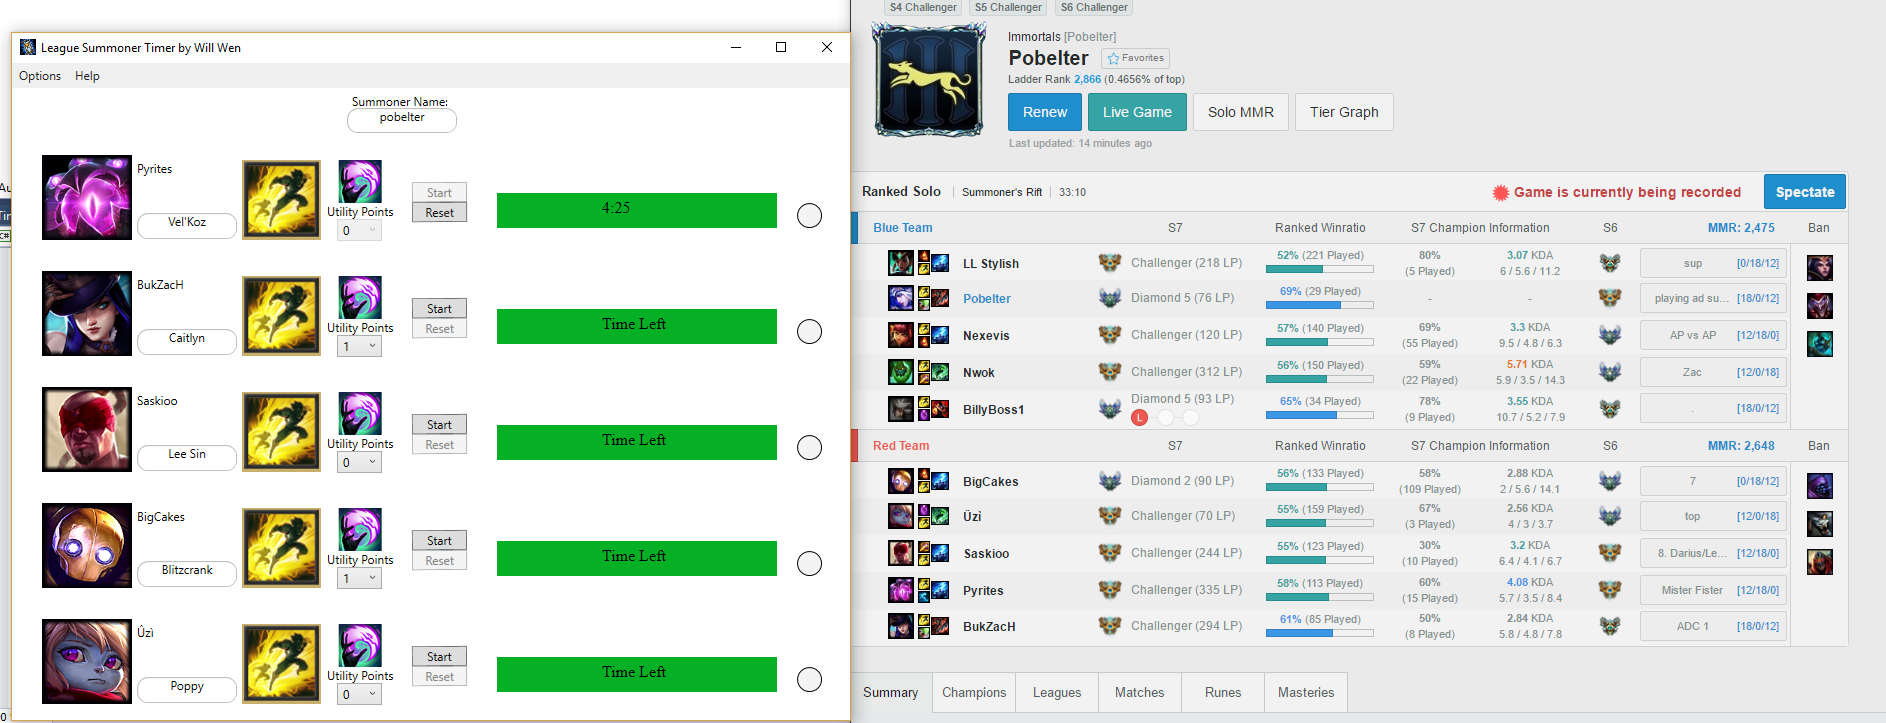 League Summoner Timer by Will Wen
Options Help
Summoner Name:
pobelter
Pyrites
Vel'Koz
Utility Points
0
Start
Reset
4:25
BukZacH
Caitlyn
Utility Points
1
Start
Reset
Time Left
Saskioo
Lee Sin
Utility Points
0
Start
Reset
Time Left
BigCakes
Blitzcrank
Utility Points
1
Start
Reset
Time Left
Ûzì
Poppy
Utility Points
0
Start
Reset
Time Left
S4 Challenger S5 Challenger S6 Challenger
Immortals [Pobelter]
Pobelter Favorites
Ladder Rank 2,866 (0.4656% of top)
Renew Live Game Solo MMR Tier Graph
Last updated: 14 minutes ago
Ranked Solo Summoner's Rift 33:10 Game is currently being recorded Spectate
Blue Team S7 Ranked Winratio S7 Champion Information S6 MMR: 2,475 Ban
LL Stylish Challenger (218 LP) 52% (221 Played) 80% (5 Played) 3.07 KDA 6 / 5.6 / 11.2 sup [0/18/12]
Pobelter Diamond 5 (76 LP) 69% (29 Played) - - playing ad su... [18/0/12]
Nexevis Challenger (120 LP) 57% (140 Played) 69% (55 Played) 3.3 KDA 9.5 / 4.8 / 6.3 AP vs AP [12/18/0]
Nwok Challenger (312 LP) 56% (150 Played) 59% (22 Played) 5.71 KDA 5.9 / 3.5 / 14.3 Zac [12/0/18]
BillyBoss1 Diamond 5 (93 LP) L 65% (34 Played) 78% (9 Played) 3.55 KDA 10.7 / 5.2 / 7.9 . [18/0/12]
Red Team S7 Ranked Winratio S7 Champion Information S6 MMR: 2,648 Ban
BigCakes Diamond 2 (90 LP) 56% (133 Played) 58% (109 Played) 2.88 KDA 2 / 5.6 / 14.1 7 [0/18/12]
Ûzì Challenger (70 LP) 55% (159 Played) 67% (3 Played) 2.56 KDA 4 / 3 / 3.7 top [12/0/18]
Saskioo Challenger (244 LP) 55% (123 Played) 30% (10 Played) 3.2 KDA 6.4 / 4.1 / 6.7 8. Darius/Le... [12/18/0]
Pyrites Challenger (335 LP) 58% (113 Played) 60% (15 Played) 4.08 KDA 5.7 / 3.5 / 8.4 Mister Fister [12/18/0]
BukZacH Challenger (294 LP) 61% (85 Played) 50% (8 Played) 2.84 KDA 5.8 / 4.8 / 7.8 ADC 1 [18/0/12]
Summary Champions Leagues Matches Runes Masteries